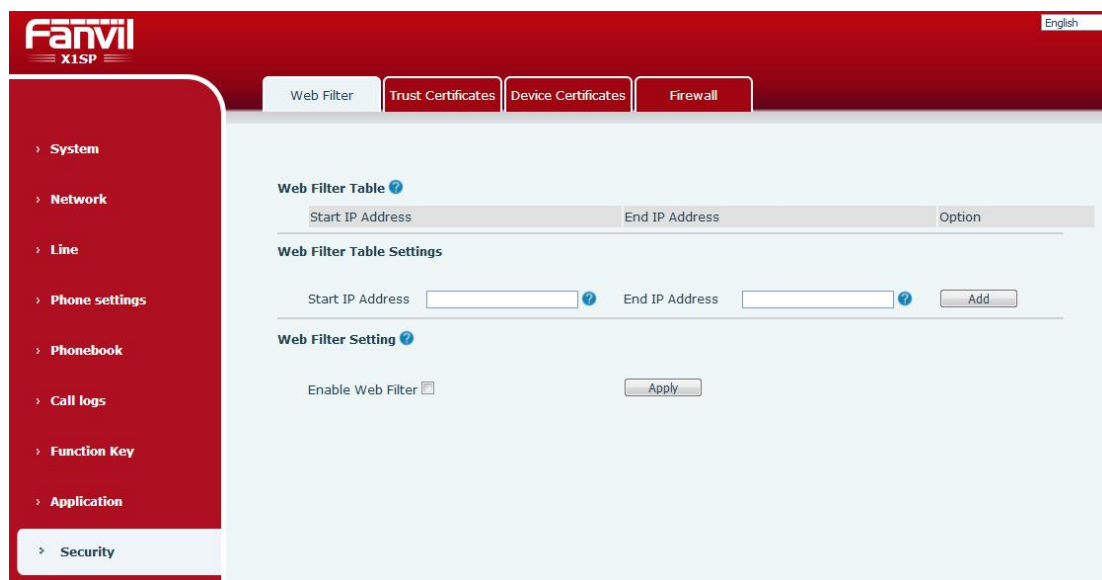 Fanvil
X1SP
English
Web Filter Trust Certificates Device Certificates Firewall
› System
› Network
› Line
› Phone settings
› Phonebook
› Call logs
› Function Key
› Application
› Security
Web Filter Table ?
Start IP Address End IP Address Option
Web Filter Table Settings
Start IP Address ? End IP Address ? Add
Web Filter Setting ?
Enable Web Filter Apply